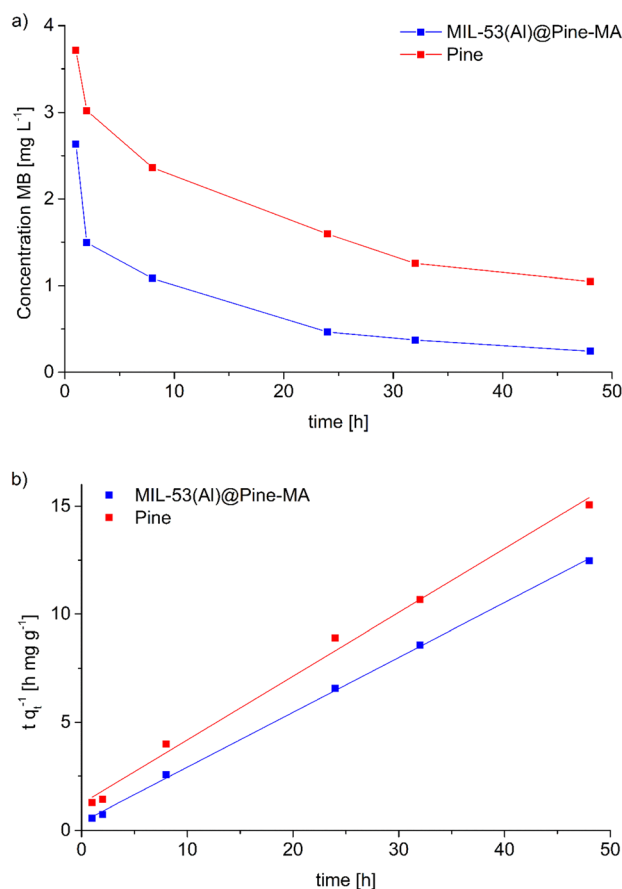 a)
MIL-53(Al)@Pine-MA
Pine
Concentration MB [mg L⁻¹]
4
3
2
1
0
0 10 20 30 40 50
time [h]
b)
MIL-53(Al)@Pine-MA
Pine
t qₜ⁻¹ [h mg g⁻¹]
15
10
5
0
0 10 20 30 40 50
time [h]